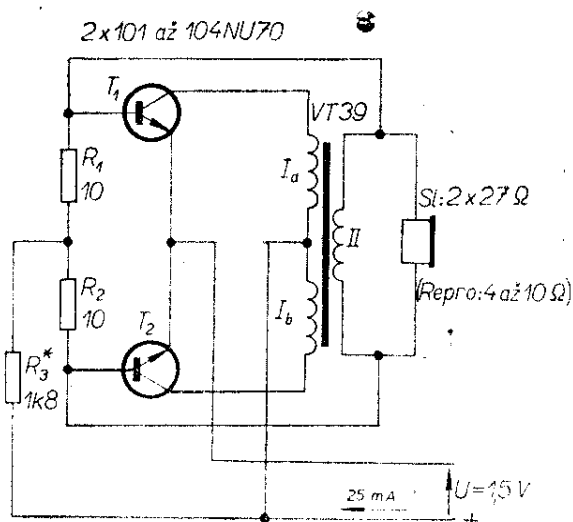 2x101 až 104NU70
T₁
VT39
R₁
10
Iₐ
II
Sl: 2x27 Ω
(Repro: 4 až 10 Ω)
R₂
10
T₂
I_b
R₃*
1k8
25 mA
U=1,5 V
+